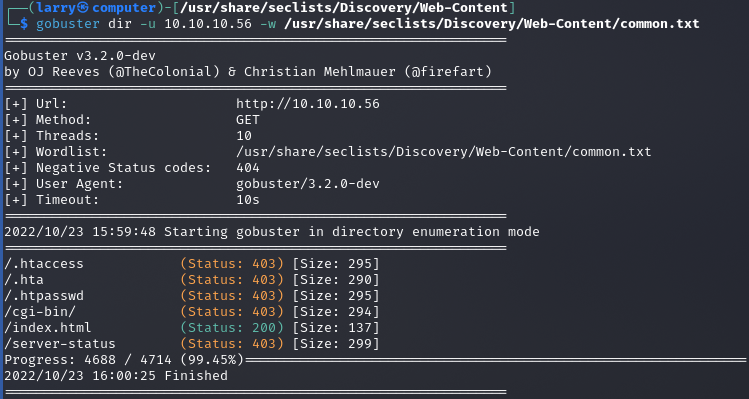 ┌──(larry㉿computer)-[/usr/share/seclists/Discovery/Web-Content]
└─$ gobuster dir -u 10.10.10.56 -w /usr/share/seclists/Discovery/Web-Content/common.txt
===============================================================
Gobuster v3.2.0-dev
by OJ Reeves (@TheColonial) & Christian Mehlmauer (@firefart)
===============================================================
[+] Url:                     http://10.10.10.56
[+] Method:                  GET
[+] Threads:                 10
[+] Wordlist:                /usr/share/seclists/Discovery/Web-Content/common.txt
[+] Negative Status codes:   404
[+] User Agent:              gobuster/3.2.0-dev
[+] Timeout:                 10s
===============================================================
2022/10/23 15:59:48 Starting gobuster in directory enumeration mode
===============================================================
/.htaccess            (Status: 403) [Size: 295]
/.hta                 (Status: 403) [Size: 290]
/.htpasswd            (Status: 403) [Size: 295]
/cgi-bin/             (Status: 403) [Size: 294]
/index.html           (Status: 200) [Size: 137]
/server-status        (Status: 403) [Size: 299]
Progress: 4688 / 4714 (99.45%)===============================================================
2022/10/23 16:00:25 Finished
===============================================================